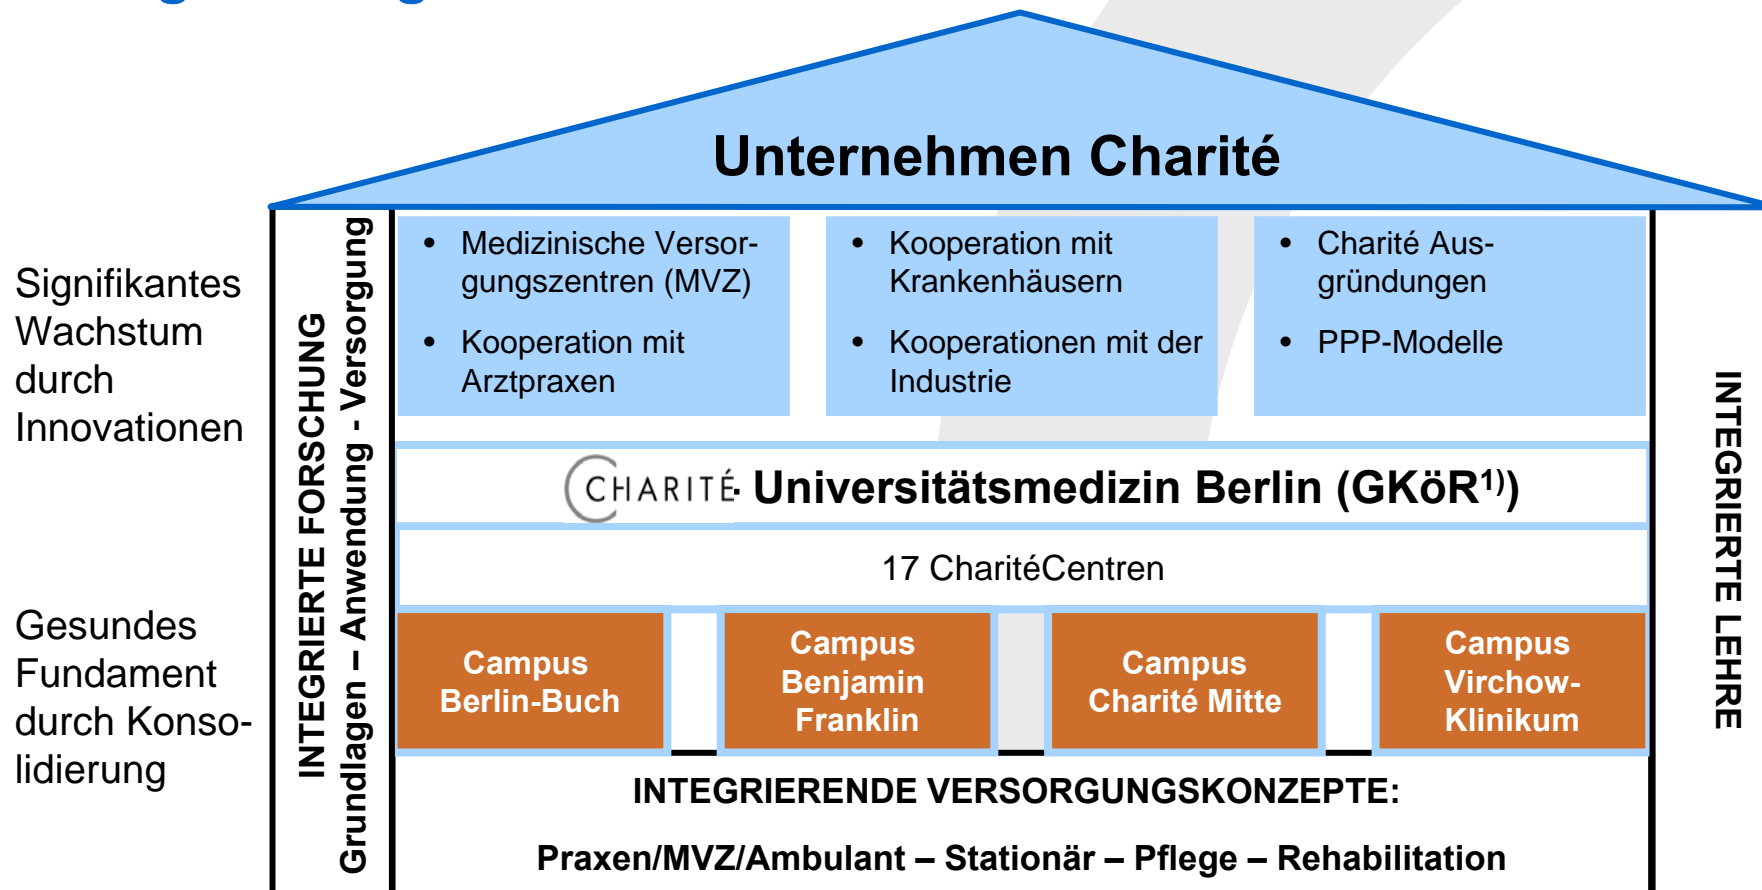 Unternehmen Charité
Signifikantes
Wachstum
durch
Innovationen
Gesundes
Fundament
durch Konso-
lidierung
INTEGRIERTE FORSCHUNG
Grundlagen – Anwendung - Versorgung
• Medizinische Versor-
gungszentren (MVZ)
• Kooperation mit
Arztpraxen
• Kooperation mit
Krankenhäusern
• Kooperationen mit der
Industrie
• Charité Aus-
gründungen
• PPP-Modelle
CHARITÉ - Universitätsmedizin Berlin (GKöR¹⁾)
17 CharitéCentren
Campus
Berlin-Buch
Campus
Benjamin
Franklin
Campus
Charité Mitte
Campus
Virchow-
Klinikum
INTEGRIERENDE VERSORGUNGSKONZEPTE:
Praxen/MVZ/Ambulant – Stationär – Pflege – Rehabilitation
INTEGRIERTE LEHRE